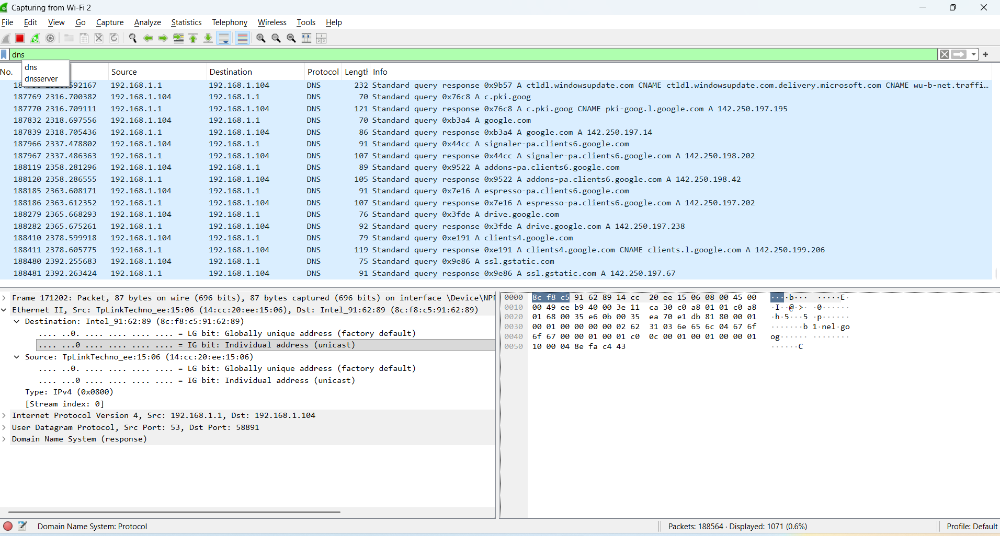 Capturing from Wi-Fi 2
File Edit View Go Capture Analyze Statistics Telephony Wireless Tools Help
dns
dns
dnsserver
No. Source Destination Protocol Info
592167 192.168.1.1 192.168.1.104 DNS 232 Standard query response 0x9b57 A ctldl.windowsupdate.com CNAME ctldl.windowsupdate.com.delivery.microsoft.com CNAME wu-b-net.traffi…
187769 2316.700382 192.168.1.104 192.168.1.1 DNS 70 Standard query 0x76c8 A c.pki.goog
187770 2316.709111 192.168.1.1 192.168.1.104 DNS 121 Standard query response 0x76c8 A c.pki.goog CNAME pki-goog.l.google.com A 142.250.197.195
187832 2318.697556 192.168.1.104 192.168.1.1 DNS 70 Standard query 0xb3a4 A google.com
187839 2318.705436 192.168.1.1 192.168.1.104 DNS 86 Standard query response 0xb3a4 A google.com A 142.250.197.14
187966 2337.478802 192.168.1.104 192.168.1.1 DNS 91 Standard query 0x44cc A signaler-pa.clients6.google.com
187967 2337.486363 192.168.1.1 192.168.1.104 DNS 107 Standard query response 0x44cc A signaler-pa.clients6.google.com A 142.250.198.202
188119 2358.281296 192.168.1.104 192.168.1.1 DNS 89 Standard query 0x9522 A addons-pa.clients6.google.com
188120 2358.286555 192.168.1.1 192.168.1.104 DNS 105 Standard query response 0x9522 A addons-pa.clients6.google.com A 142.250.198.42
188185 2363.608171 192.168.1.104 192.168.1.1 DNS 91 Standard query 0x7e16 A espresso-pa.clients6.google.com
188186 2363.612352 192.168.1.1 192.168.1.104 DNS 107 Standard query response 0x7e16 A espresso-pa.clients6.google.com A 142.250.197.202
188279 2365.668293 192.168.1.104 192.168.1.1 DNS 76 Standard query 0x3fde A drive.google.com
188282 2365.675261 192.168.1.1 192.168.1.104 DNS 92 Standard query response 0x3fde A drive.google.com A 142.250.197.238
188410 2378.599918 192.168.1.104 192.168.1.1 DNS 79 Standard query 0xe191 A clients4.google.com
188411 2378.605775 192.168.1.1 192.168.1.104 DNS 119 Standard query response 0xe191 A clients4.google.com CNAME clients.l.google.com A 142.250.199.206
188480 2392.255683 192.168.1.104 192.168.1.1 DNS 75 Standard query 0x9e86 A ssl.gstatic.com
188481 2392.263424 192.168.1.1 192.168.1.104 DNS 91 Standard query response 0x9e86 A ssl.gstatic.com A 142.250.197.67
Frame 171202: Packet, 87 bytes on wire (696 bits), 87 bytes captured (696 bits) on interface \Device\NPF
Ethernet II, Src: TpLinkTechno_ee:15:06 (14:cc:20:ee:15:06), Dst: Intel_91:62:89 (8c:f8:c5:91:62:89)
Destination: Intel_91:62:89 (8c:f8:c5:91:62:89)
.... ..0. .... .... .... .... = LG bit: Globally unique address (factory default)
.... ...0 .... .... .... .... = IG bit: Individual address (unicast)
Source: TpLinkTechno_ee:15:06 (14:cc:20:ee:15:06)
.... ..0. .... .... .... .... = LG bit: Globally unique address (factory default)
.... ...0 .... .... .... .... = IG bit: Individual address (unicast)
Type: IPv4 (0x0800)
[Stream index: 0]
Internet Protocol Version 4, Src: 192.168.1.1, Dst: 192.168.1.104
User Datagram Protocol, Src Port: 53, Dst Port: 58891
Domain Name System (response)
0000 8c f8 c5 91 62 89 14 cc 20 ee 15 06 08 00 45 00 ····b··· ·····E·
0010 00 49 ee b9 40 00 3e 11 ca 30 c0 a8 01 01 c0 a8 ·I··@·>· ·0······
0020 01 68 00 35 e6 0b 00 35 ea 70 e1 db 81 80 00 01 ·h·5···5 ·p······
0030 00 01 00 00 00 00 02 62 31 03 6e 65 6c 04 67 6f ·······b 1·nel·go
0040 6f 67 00 00 01 00 01 c0 0c 00 01 00 01 00 00 01 og······ ········
0050 10 00 04 8e fa c4 43 ······C
Domain Name System: Protocol
Packets: 188564 · Displayed: 1071 (0.6%)
Profile: Default